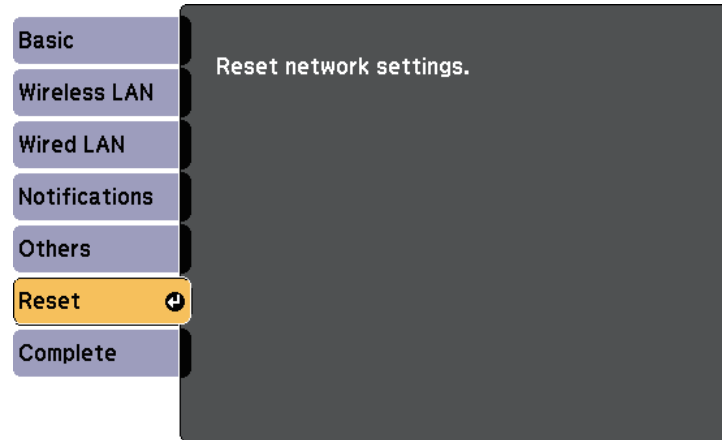 Basic
Reset network settings.
Wireless LAN
Wired LAN
Notifications
Others
Reset
Complete